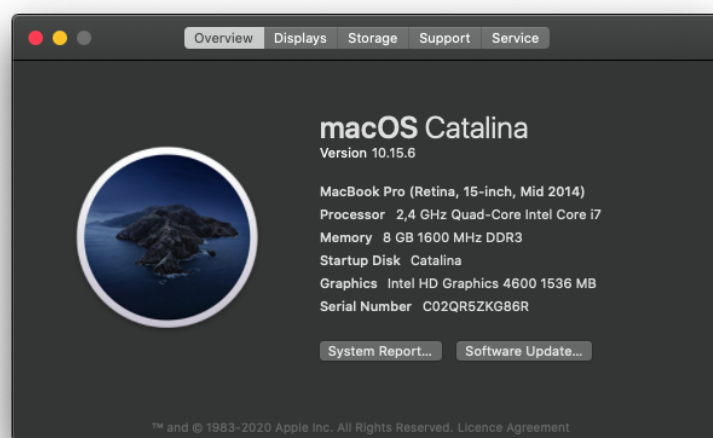 Overview Displays Storage Support Service
macOS Catalina
Version 10.15.6
MacBook Pro (Retina, 15-inch, Mid 2014)
Processor 2,4 GHz Quad-Core Intel Core i7
Memory 8 GB 1600 MHz DDR3
Startup Disk Catalina
Graphics Intel HD Graphics 4600 1536 MB
Serial Number C02QR5ZKG86R
System Report... Software Update...
™ and © 1983-2020 Apple Inc. All Rights Reserved. Licence Agreement